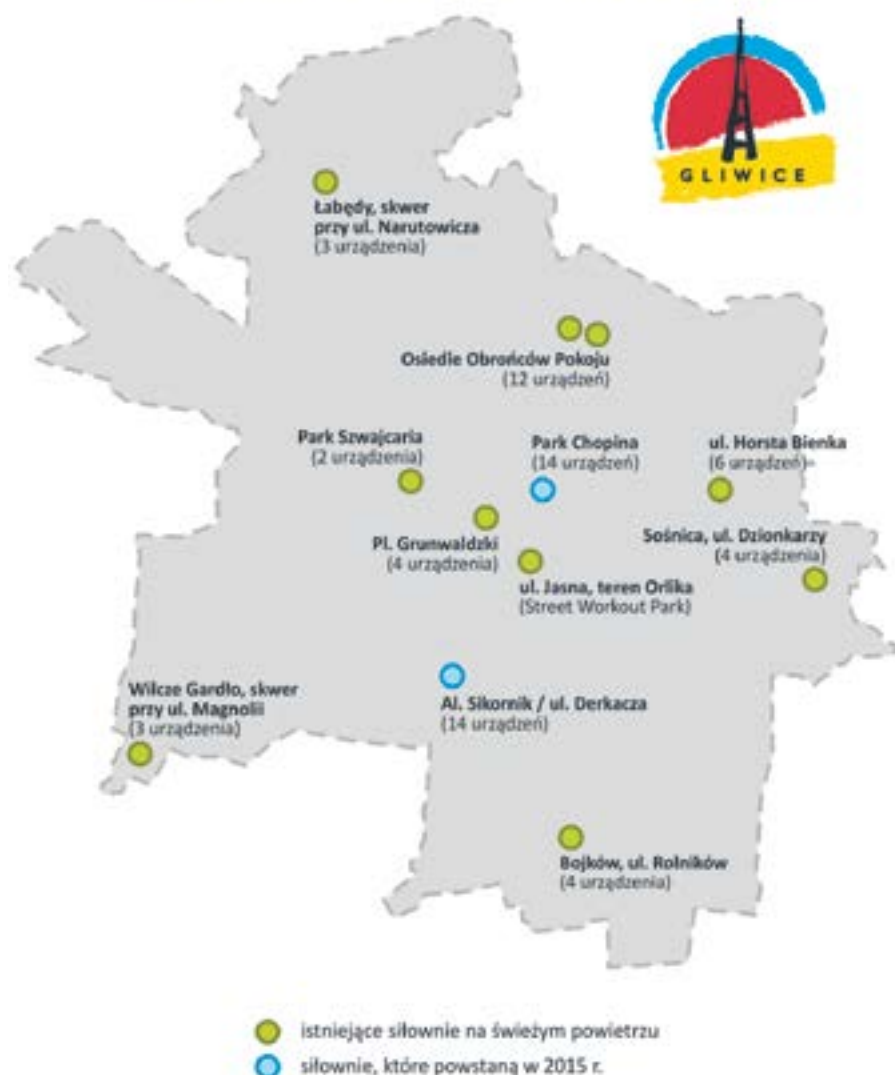 GLIWICE
Łabędy, skwer
przy ul. Narutowicza
(3 urządzenia)
Osiedle Obrońców Pokoju
(12 urządzeń)
Park Szwajcaria
(2 urządzenia)
Park Chopina
(14 urządzeń)
ul. Horsta Bienka
(6 urządzeń)
Pl. Grunwaldzki
(4 urządzenia)
Sośnica, ul. Dzionkarzy
(4 urządzenia)
ul. Jasna, teren Orlika
(Street Workout Park)
Wilcze Gardło, skwer
przy ul. Magnolii
(3 urządzenia)
Al. Sikornik / ul. Derkacza
(14 urządzeń)
Bojków, ul. Rolników
(4 urządzenia)
istniejące siłownie na świeżym powietrzu
siłownie, które powstaną w 2015 r.